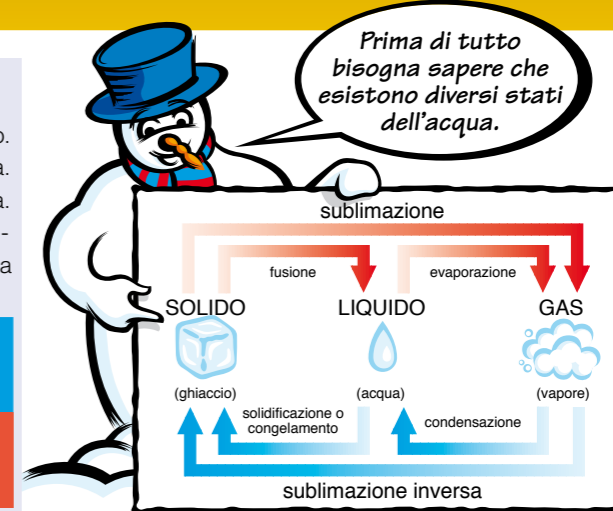 o.
a.
a.
-
a
Prima di tutto
bisogna sapere che
esistono diversi stati
dell'acqua.
sublimazione
fusione
evaporazione
SOLIDO
LIQUIDO
GAS
(ghiaccio)
(acqua)
(vapore)
solidificazione o
congelamento
condensazione
sublimazione inversa